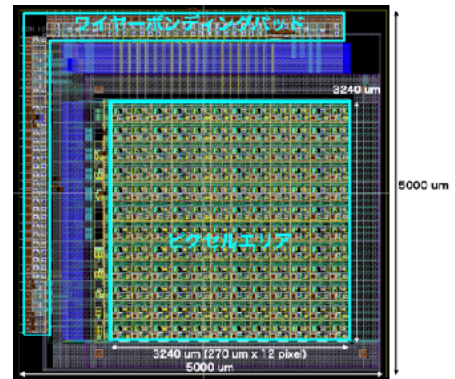 ワイヤーボンディングパッド
3240 um
5000 um
ピクセルエリア
3240 um (270 um x 12 pixel)
5000 um